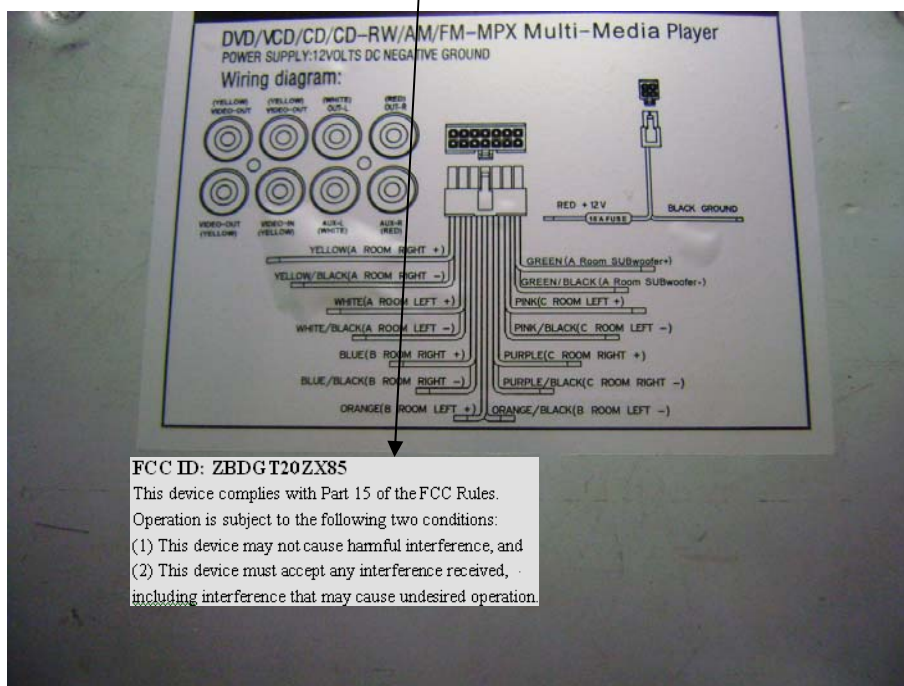 DVD/VCD/CD/CD-RW/AM/FM-MPX Multi-Media Player
POWER SUPPLY:12VOLTS DC NEGATIVE GROUND
Wiring diagram:
(YELLOW) (YELLOW) (WHITE) (RED)
VIDEO-OUT VIDEO-OUT OUT-L OUT-R
VIDEO-OUT VIDEO-IN AUX-L AUX-R
(YELLOW) (YELLOW) (WHITE) (RED)
RED +12V BLACK GROUND
10A FUSE
YELLOW(A ROOM RIGHT +)
YELLOW/BLACK(A ROOM RIGHT -)
WHITE(A ROOM LEFT +)
WHITE/BLACK(A ROOM LEFT -)
BLUE(B ROOM RIGHT +)
BLUE/BLACK(B ROOM RIGHT -)
ORANGE(B ROOM LEFT +)
GREEN(A Room SUBwoofer+)
GREEN/BLACK(A Room SUBwoofer-)
PINK(C ROOM LEFT +)
PINK/BLACK(C ROOM LEFT -)
PURPLE(C ROOM RIGHT +)
PURPLE/BLACK(C ROOM RIGHT -)
ORANGE/BLACK(B ROOM LEFT -)
FCC ID: ZBDGT20ZX85
This device complies with Part 15 of the FCC Rules.
Operation is subject to the following two conditions:
(1) This device may not cause harmful interference, and
(2) This device must accept any interference received,
including interference that may cause undesired operation.